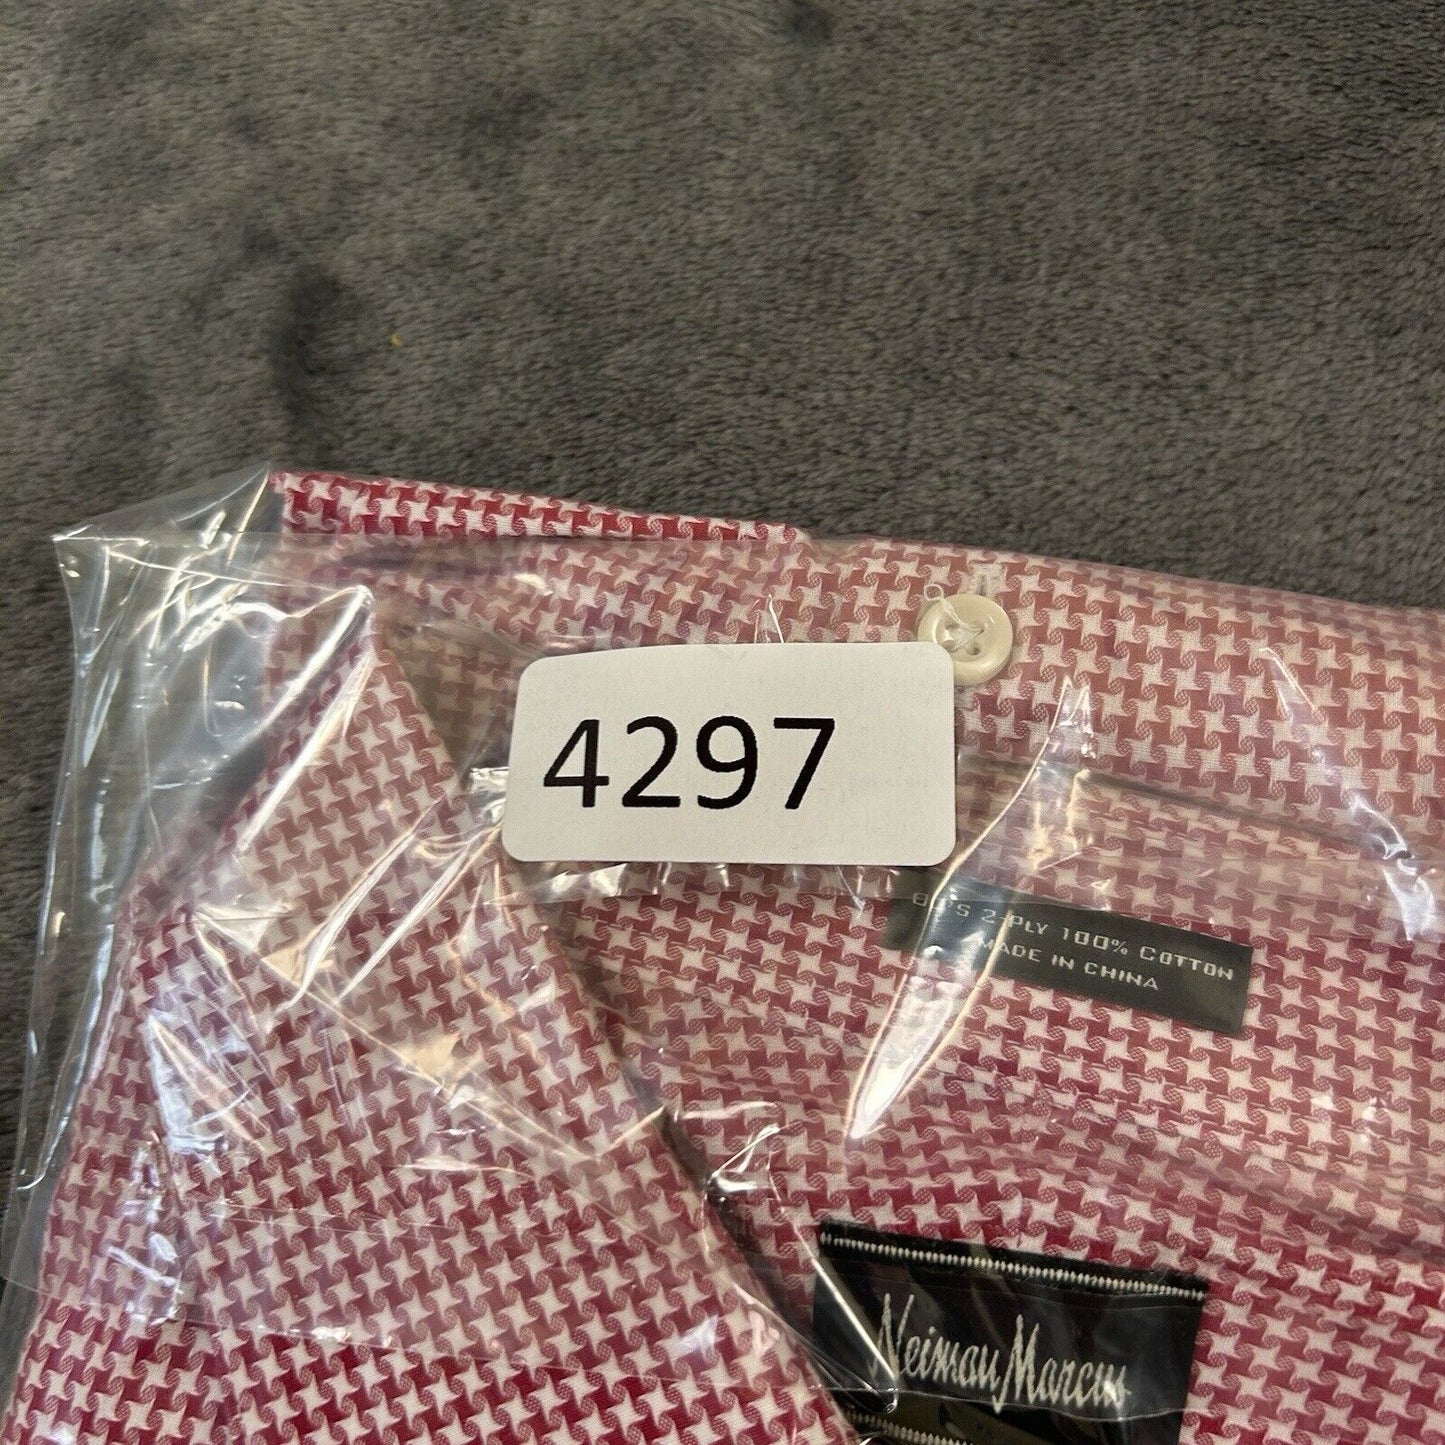 4297
80'S 2-PLY 100% COTTON
MADE IN CHINA
Neiman Marcus